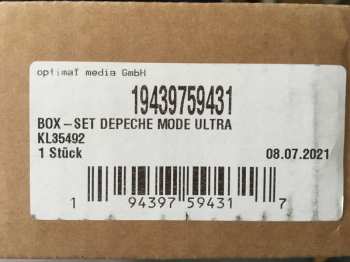 optimal media GmbH
19439759431
BOX-SET DEPECHE MODE ULTRA
KL35492
1 Stück 08.07.2021
1 94397 59431 7